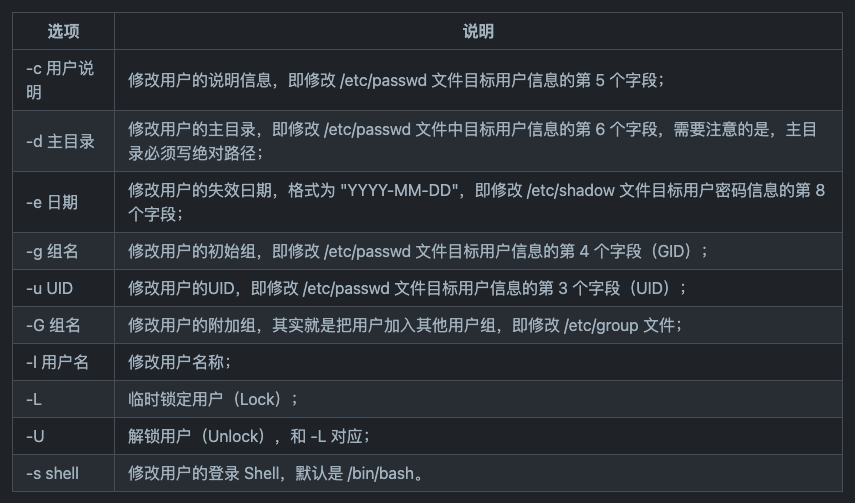 选项 说明
-c 用户说
明
修改用户的说明信息，即修改 /etc/passwd 文件目标用户信息的第 5 个字段；
-d 主目录
修改用户的主目录，即修改 /etc/passwd 文件中目标用户信息的第 6 个字段，需要注意的是，主目
录必须写绝对路径；
-e 日期
修改用户的失效曰期，格式为 "YYYY-MM-DD"，即修改 /etc/shadow 文件目标用户密码信息的第 8
个字段；
-g 组名 修改用户的初始组，即修改 /etc/passwd 文件目标用户信息的第 4 个字段（GID）；
-u UID 修改用户的UID，即修改 /etc/passwd 文件目标用户信息的第 3 个字段（UID）；
-G 组名 修改用户的附加组，其实就是把用户加入其他用户组，即修改 /etc/group 文件；
-l 用户名 修改用户名称；
-L 临时锁定用户（Lock）；
-U 解锁用户（Unlock），和 -L 对应；
-s shell 修改用户的登录 Shell，默认是 /bin/bash。